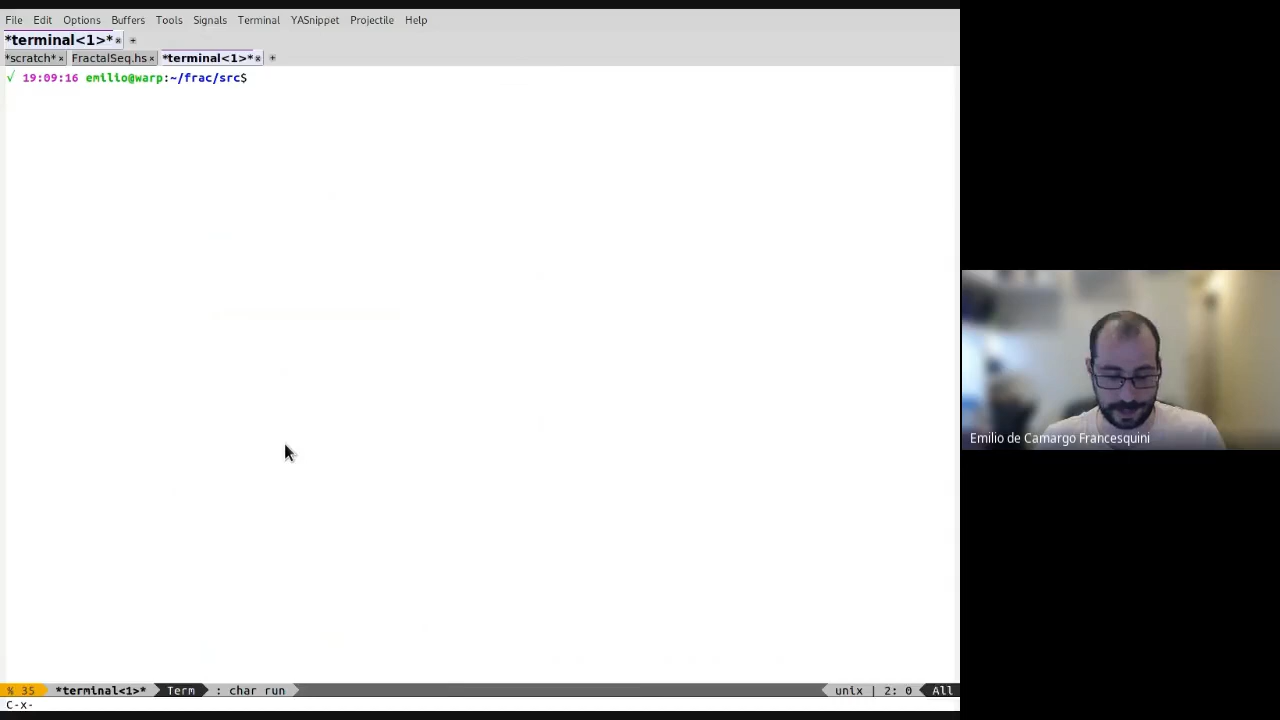 File Edit Options Buffers Tools Signals Terminal YASnippet Projectile Help
*terminal<1>* × +
*scratch* × FractalSeq.hs × *terminal<1>* × +
√ 19:09:16 emilio@warp:~/frac/src$
Emilio de Camargo Francesquini
% 35 *terminal<1>* Term : char run unix | 2: 0 All
C-x-